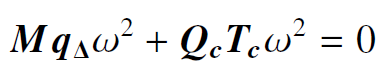 Mq_Δω² + Q_cT_cω² = 0